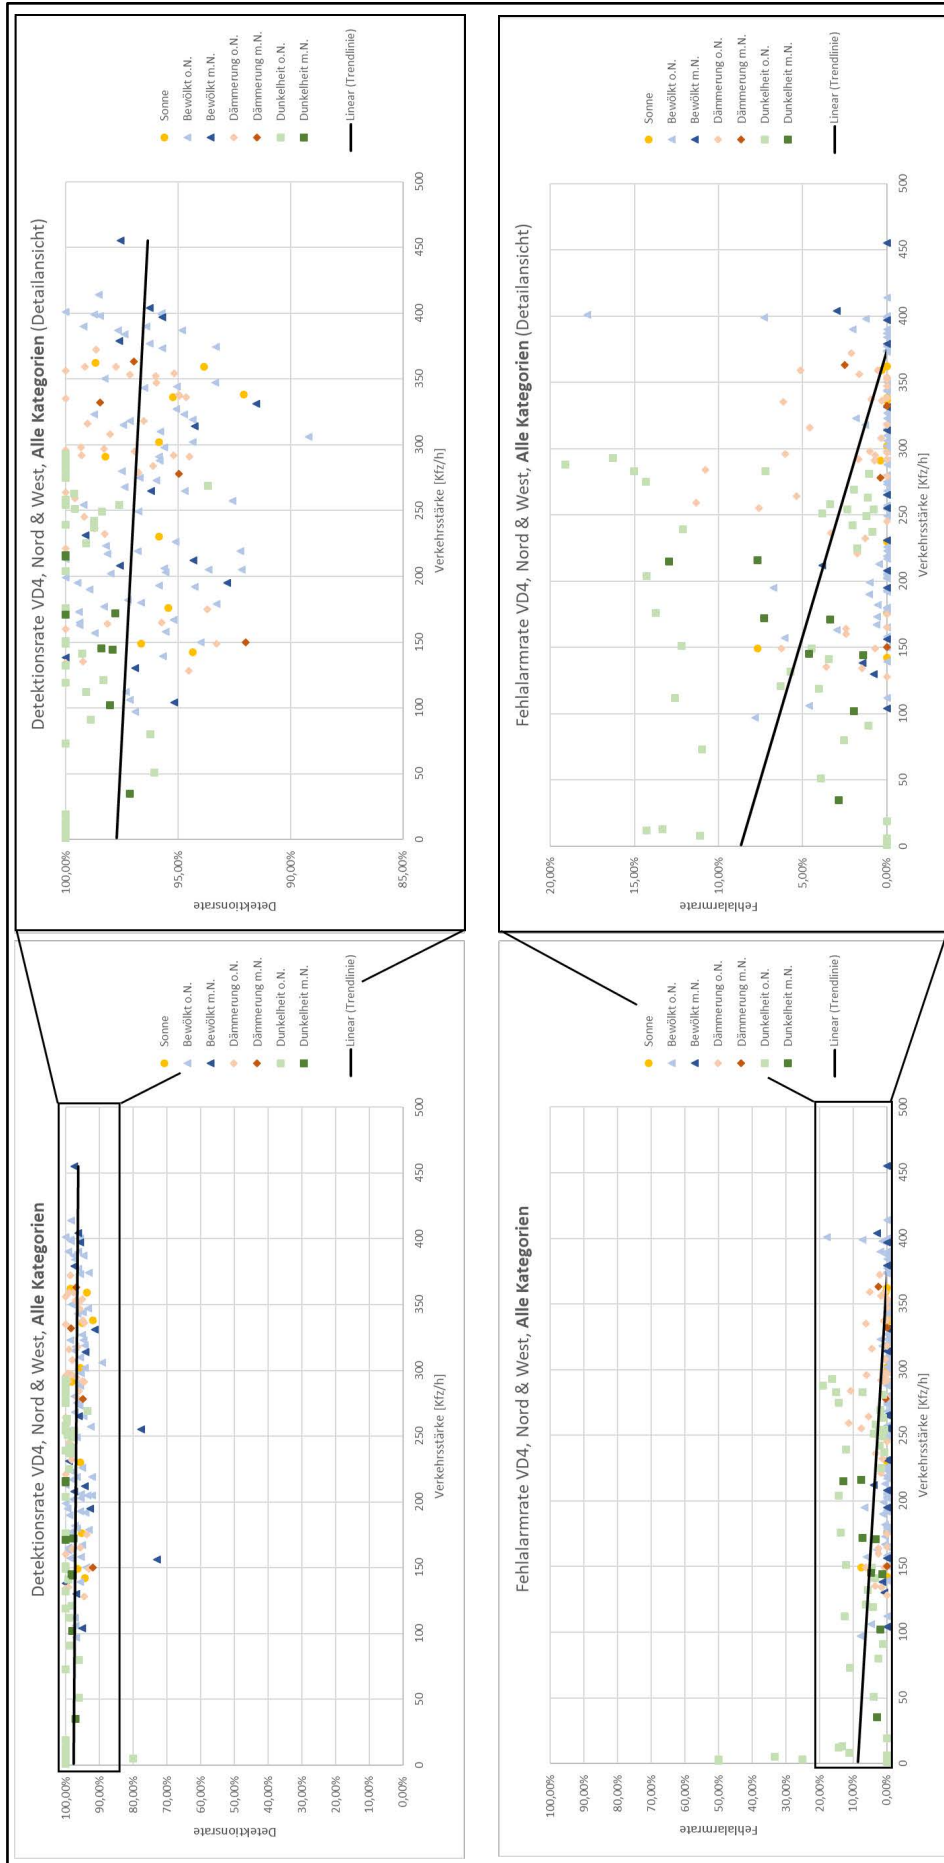 Detektionsrate VD4, Nord & West, Alle Kategorien
100,00%
90,00%
80,00%
70,00%
60,00%
50,00%
40,00%
30,00%
20,00%
10,00%
0,00%
Detektionsrate
0 50 100 150 200 250 300 350 400 450 500
Verkehrsstärke [Kfz/h]
Sonne
Bewölkt o.N.
Bewölkt m.N.
Dämmerung o.N.
Dämmerung m.N.
Dunkelheit o.N.
Dunkelheit m.N.
Linear (Trendlinie)
Detektionsrate VD4, Nord & West, Alle Kategorien (Detailansicht)
100,00%
95,00%
90,00%
85,00%
Detektionsrate
0 50 100 150 200 250 300 350 400 450 500
Verkehrsstärke [Kfz/h]
Sonne
Bewölkt o.N.
Bewölkt m.N.
Dämmerung o.N.
Dämmerung m.N.
Dunkelheit o.N.
Dunkelheit m.N.
Linear (Trendlinie)
Fehlalarmrate VD4, Nord & West, Alle Kategorien
100,00%
90,00%
80,00%
70,00%
60,00%
50,00%
40,00%
30,00%
20,00%
10,00%
0,00%
Fehlalarmrate
0 50 100 150 200 250 300 350 400 450 500
Verkehrsstärke [Kfz/h]
Sonne
Bewölkt o.N.
Bewölkt m.N.
Dämmerung o.N.
Dämmerung m.N.
Dunkelheit o.N.
Dunkelheit m.N.
Linear (Trendlinie)
Fehlalarmrate VD4, Nord & West, Alle Kategorien (Detailansicht)
20,00%
15,00%
10,00%
5,00%
0,00%
Fehlalarmrate
0 50 100 150 200 250 300 350 400 450 500
Verkehrsstärke [Kfz/h]
Sonne
Bewölkt o.N.
Bewölkt m.N.
Dämmerung o.N.
Dämmerung m.N.
Dunkelheit o.N.
Dunkelheit m.N.
Linear (Trendlinie)